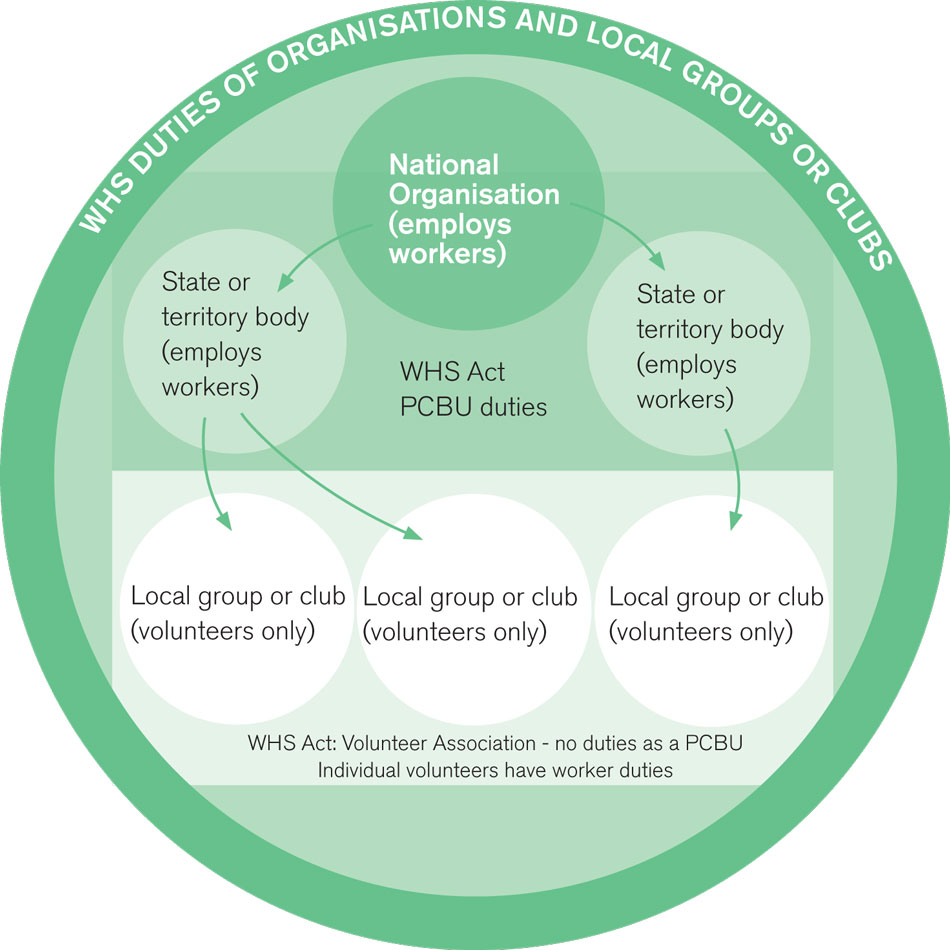 WHS DUTIES OF ORGANISATIONS AND LOCAL GROUPS OR CLUBS
National
Organisation
(employs
workers)
State or
territory body
(employs
workers)
State or
territory body
(employs
workers)
WHS Act
PCBU duties
Local group or club
(volunteers only)
Local group or club
(volunteers only)
Local group or club
(volunteers only)
WHS Act: Volunteer Association - no duties as a PCBU
Individual volunteers have worker duties